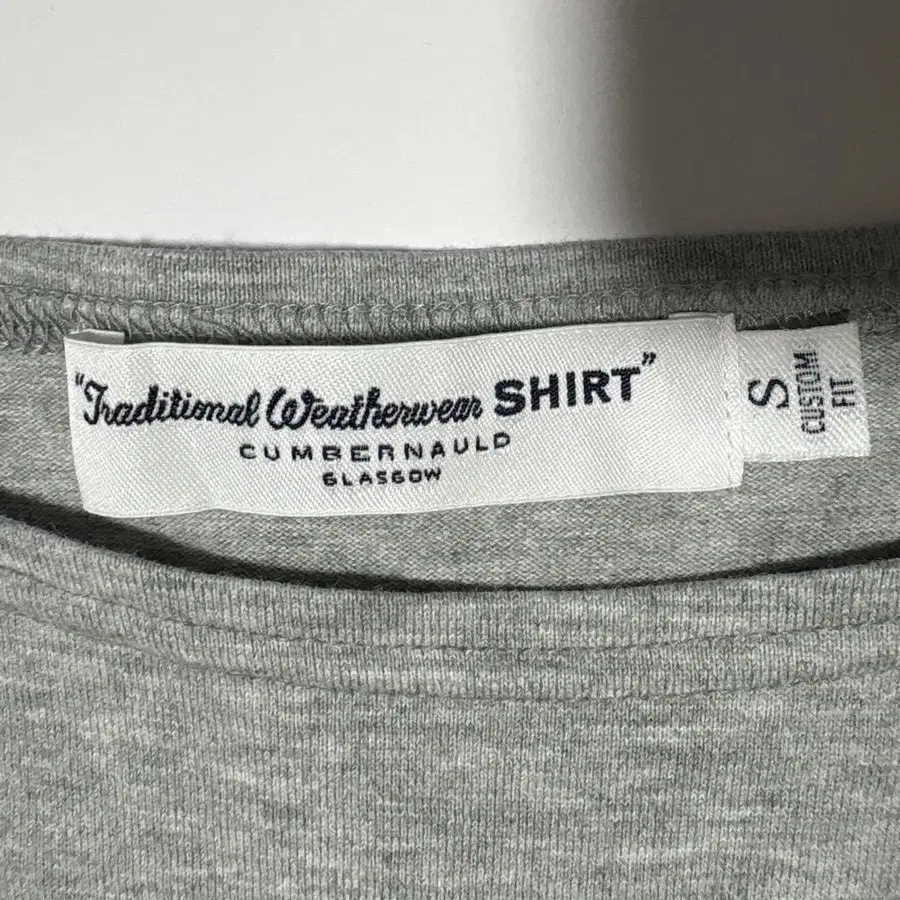 "Traditional Weatherwear SHIRT"
CUMBERNAULD
GLASGOW
S
CUSTOM
FIT